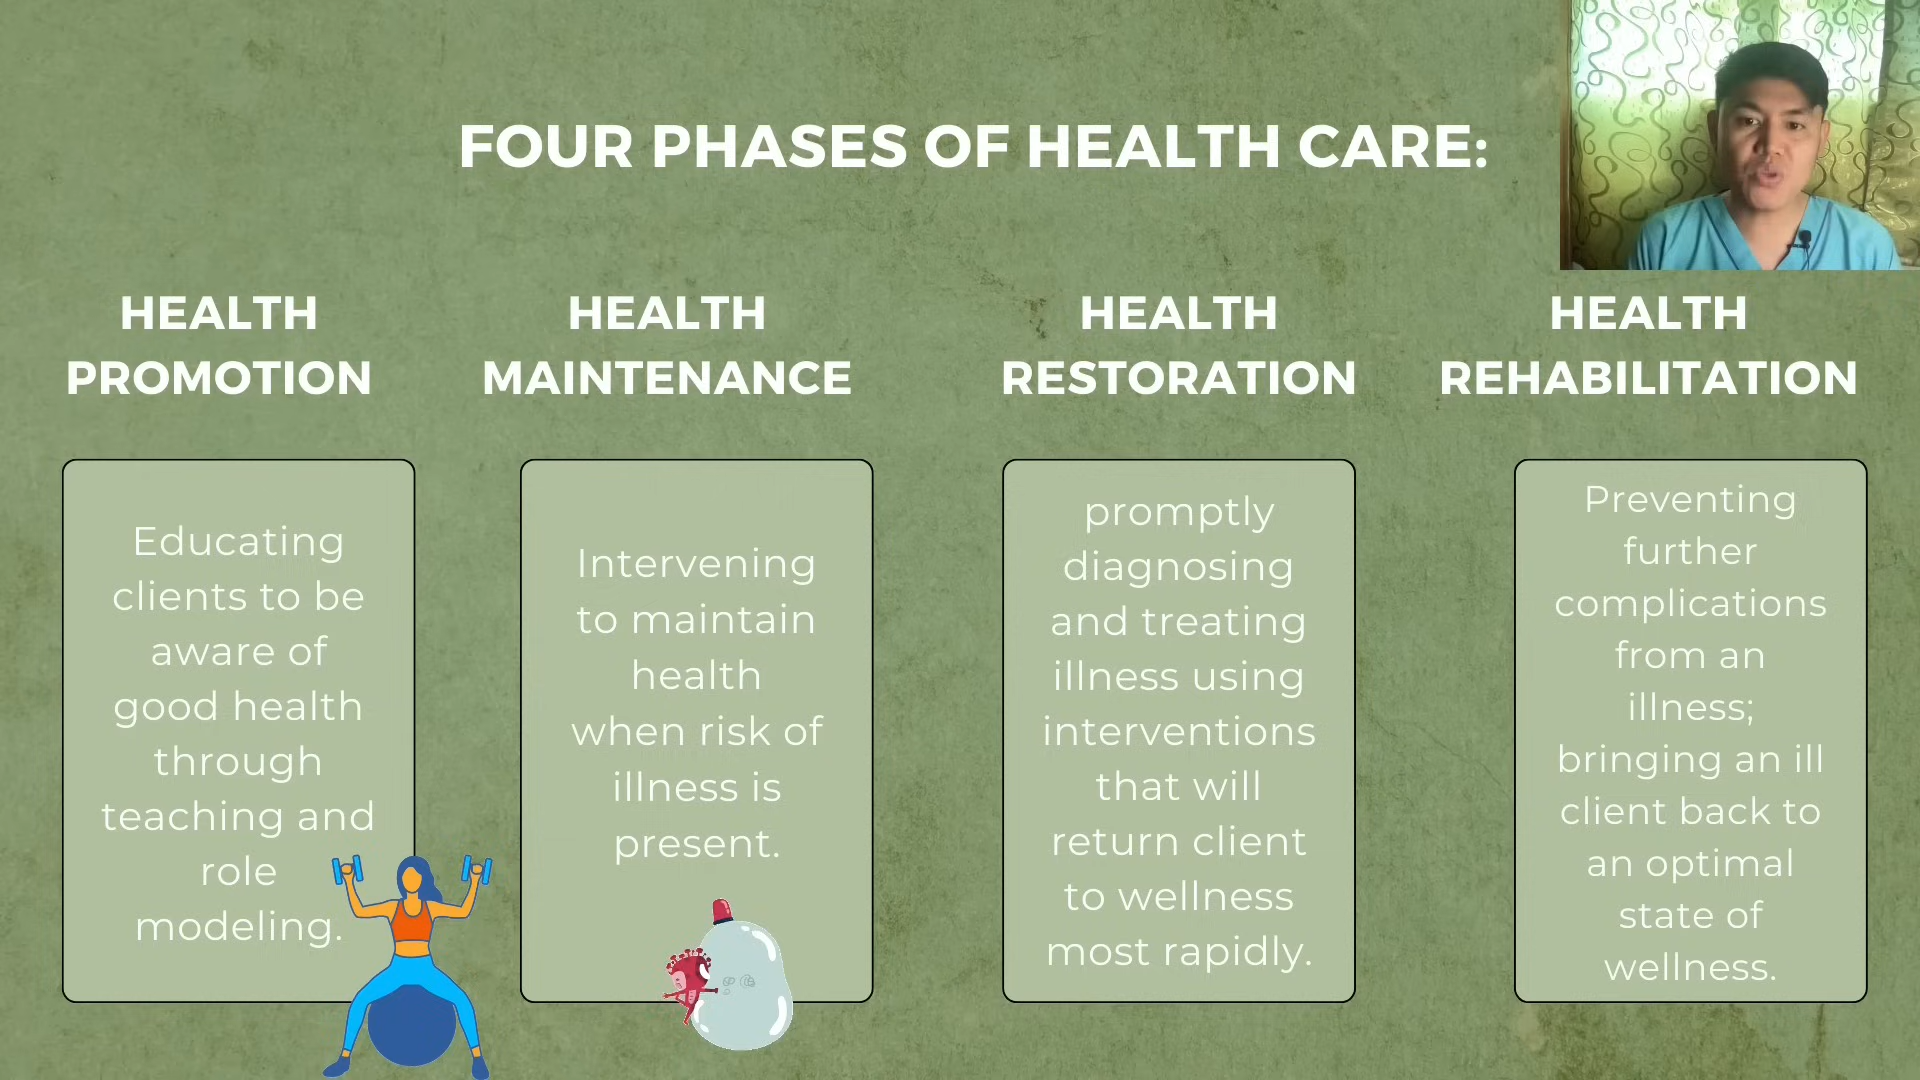 FOUR PHASES OF HEALTH CARE:
HEALTH
PROMOTION
Educating
clients to be
aware of
good health
through
teaching and
role
modeling.
HEALTH
MAINTENANCE
Intervening
to maintain
health
when risk of
illness is
present.
HEALTH
RESTORATION
promptly
diagnosing
and treating
illness using
interventions
that will
return client
to wellness
most rapidly.
HEALTH
REHABILITATION
Preventing
further
complications
from an
illness;
bringing an ill
client back to
an optimal
state of
wellness.